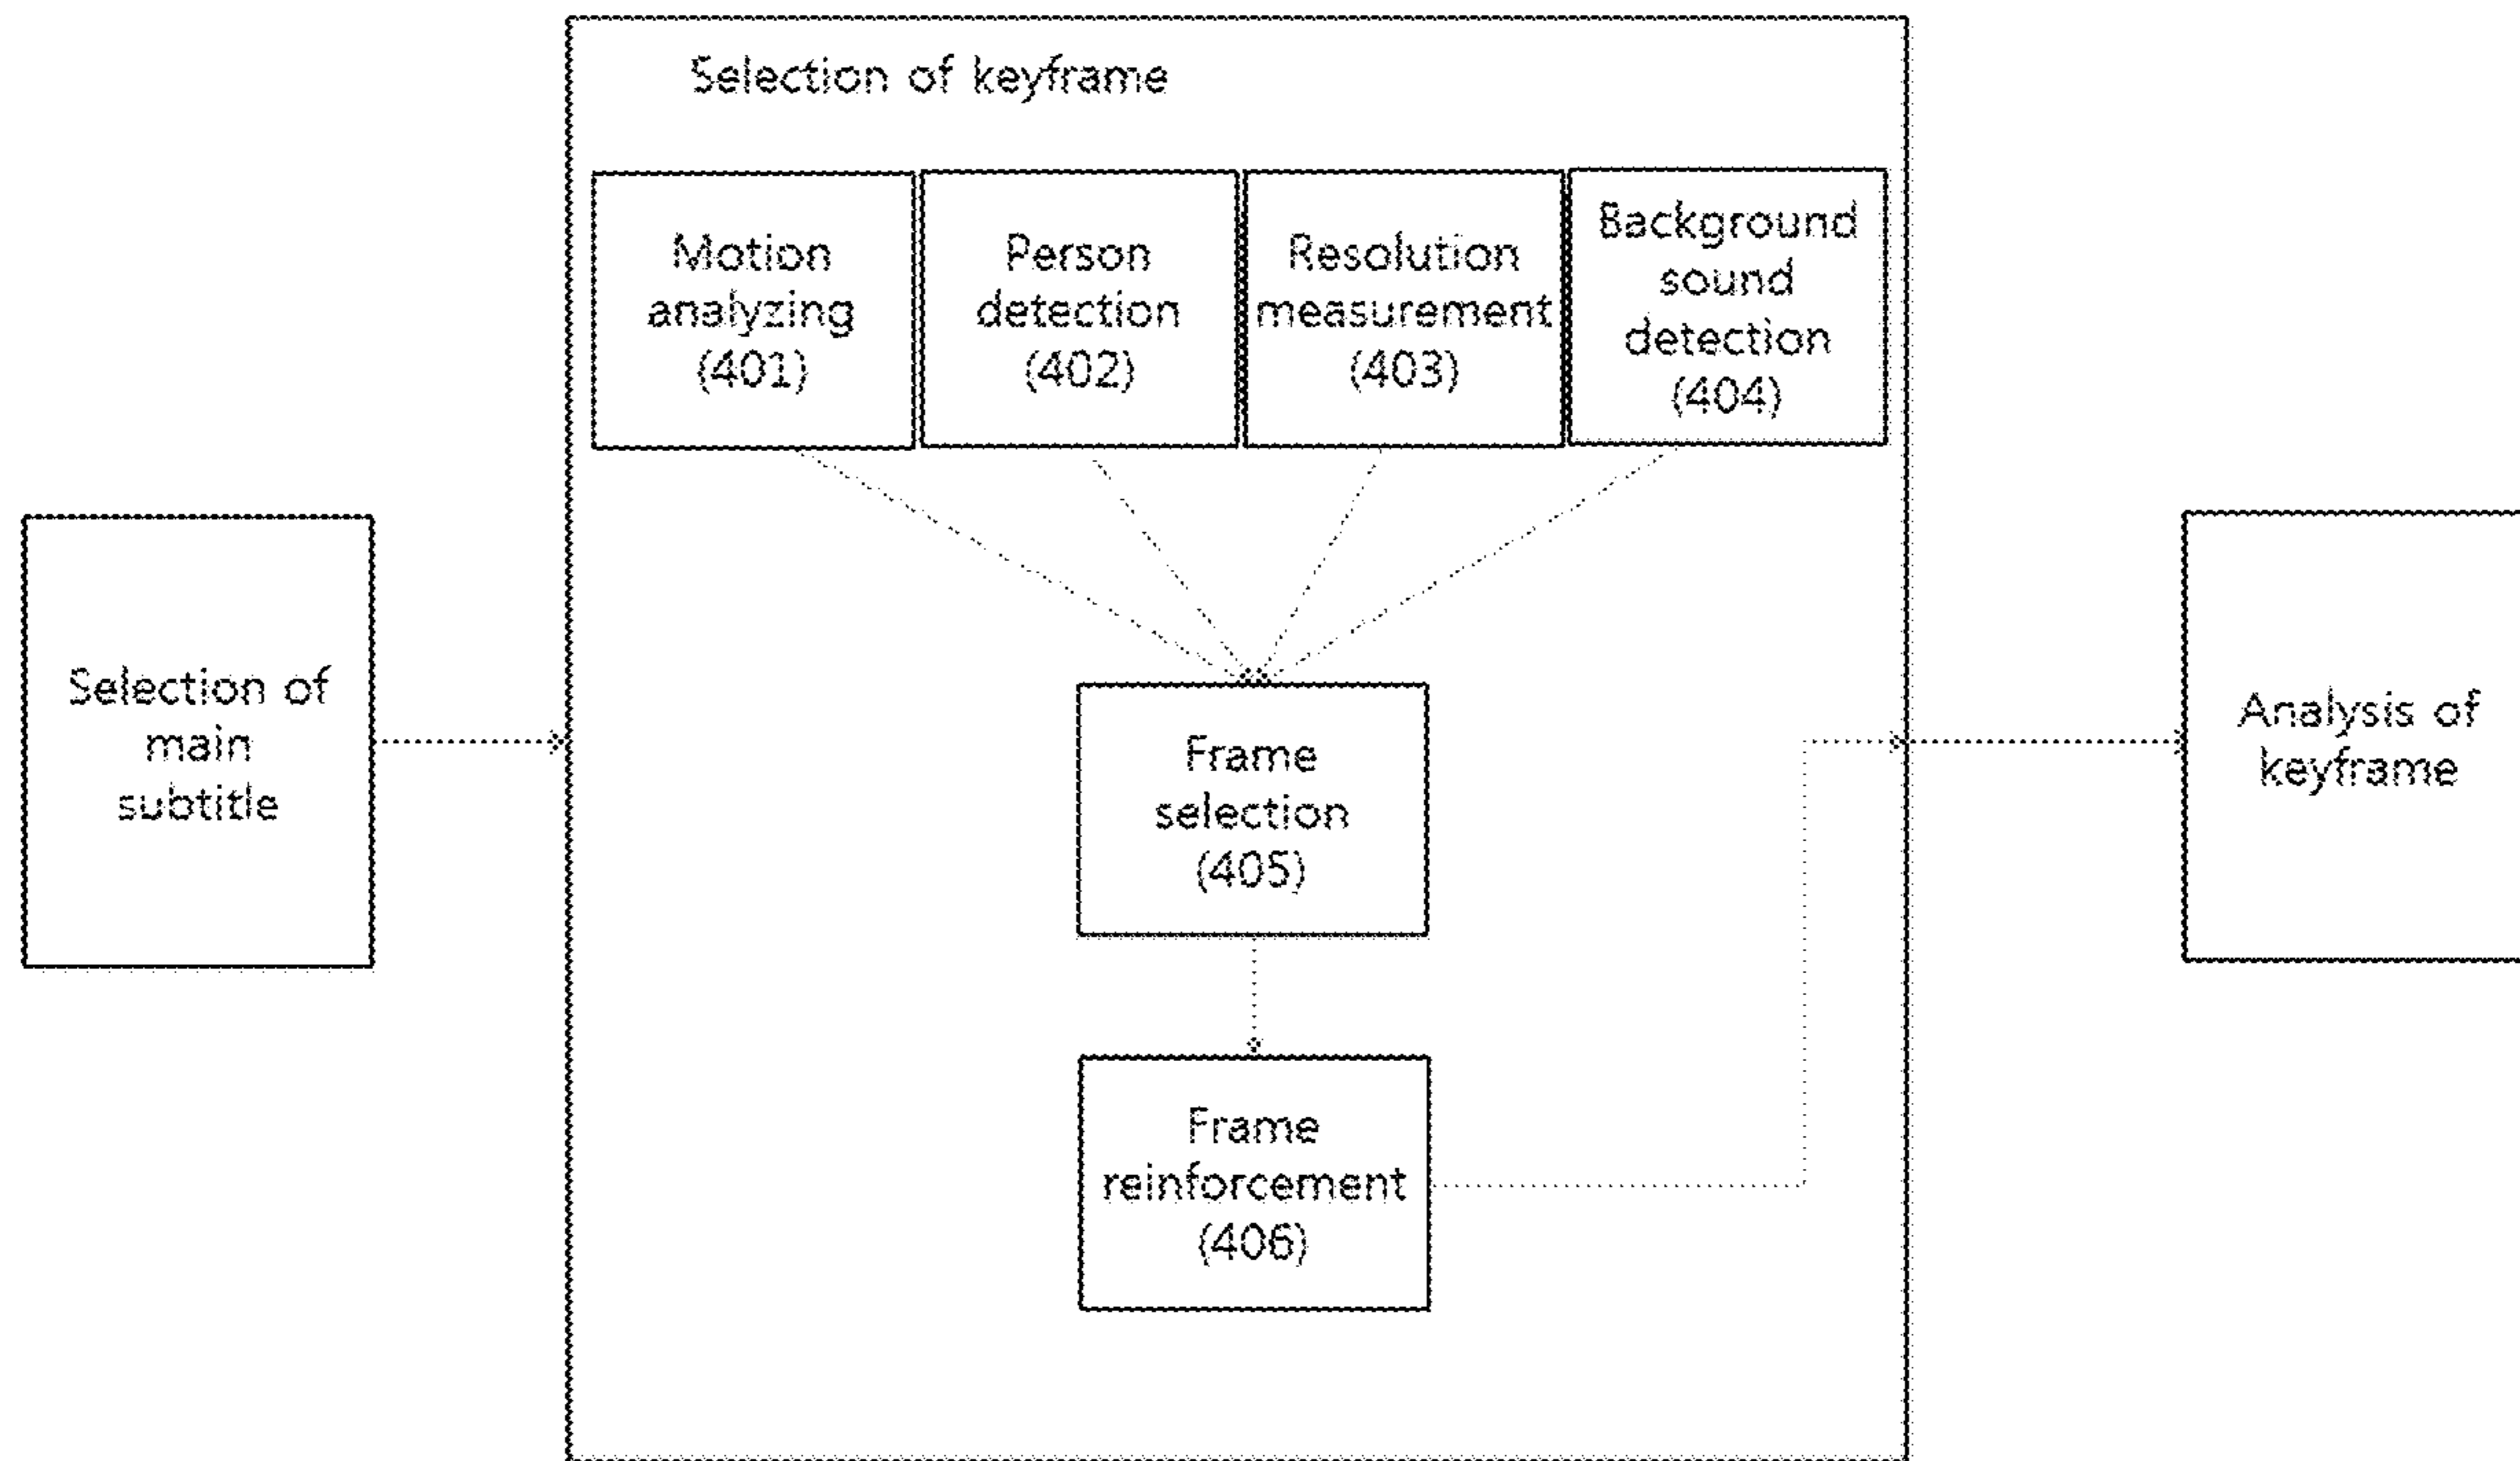 Selection of keyframe
Motion
analyzing
(401)
Person
detection
(402)
Resolution
measurement
(403)
Background
sound
detection
(404)
Selection of
main
subtitle
Frame
selection
(405)
Analysis of
keyframe
Frame
reinforcement
(406)